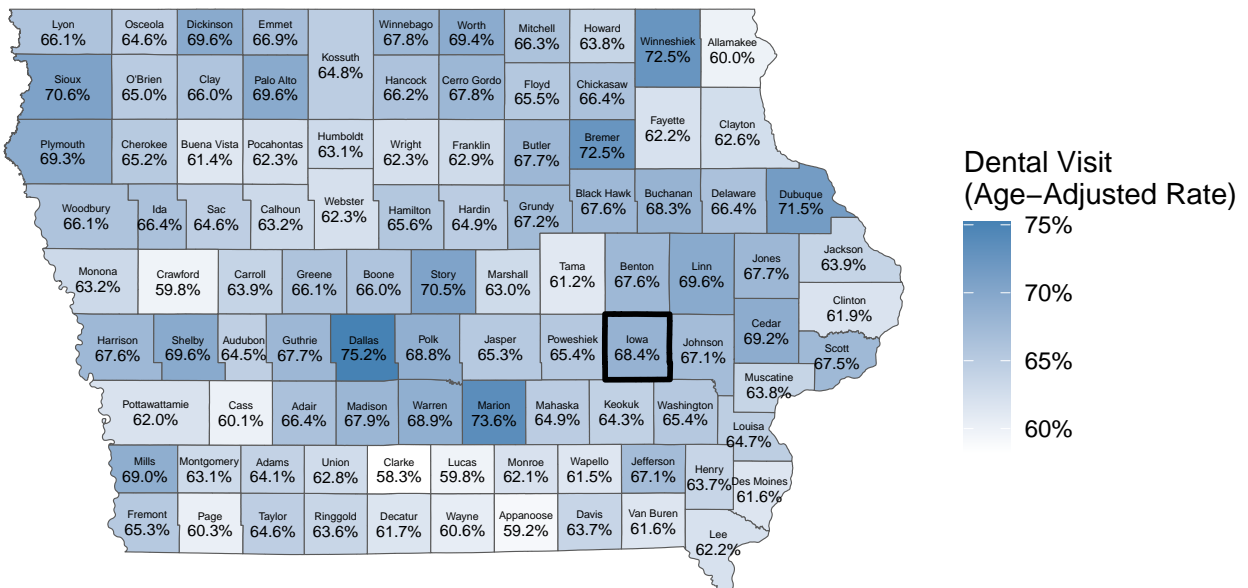 Lyon
66.1%
Osceola
64.6%
Dickinson
69.6%
Emmet
66.9%
Kossuth
64.8%
Winnebago
67.8%
Worth
69.4%
Mitchell
66.3%
Howard
63.8%
Winneshiek
72.5%
Allamakee
60.0%
Sioux
70.6%
O'Brien
65.0%
Clay
66.0%
Palo Alto
69.6%
Hancock
66.2%
Cerro Gordo
67.8%
Floyd
65.5%
Chickasaw
66.4%
Fayette
62.2%
Clayton
62.6%
Plymouth
69.3%
Cherokee
65.2%
Buena Vista
61.4%
Pocahontas
62.3%
Humboldt
63.1%
Wright
62.3%
Franklin
62.9%
Butler
67.7%
Bremer
72.5%
Woodbury
66.1%
Ida
66.4%
Sac
64.6%
Calhoun
63.2%
Webster
62.3%
Hamilton
65.6%
Hardin
64.9%
Grundy
67.2%
Black Hawk
67.6%
Buchanan
68.3%
Delaware
66.4%
Dubuque
71.5%
Monona
63.2%
Crawford
59.8%
Carroll
63.9%
Greene
66.1%
Boone
66.0%
Story
70.5%
Marshall
63.0%
Tama
61.2%
Benton
67.6%
Linn
69.6%
Jones
67.7%
Jackson
63.9%
Clinton
61.9%
Harrison
67.6%
Shelby
69.6%
Audubon
64.5%
Guthrie
67.7%
Dallas
75.2%
Polk
68.8%
Jasper
65.3%
Poweshiek
65.4%
Iowa
68.4%
Johnson
67.1%
Cedar
69.2%
Scott
67.5%
Muscatine
63.8%
Pottawattamie
62.0%
Cass
60.1%
Adair
66.4%
Madison
67.9%
Warren
68.9%
Marion
73.6%
Mahaska
64.9%
Keokuk
64.3%
Washington
65.4%
Louisa
64.7%
Mills
69.0%
Montgomery
63.1%
Adams
64.1%
Union
62.8%
Clarke
58.3%
Lucas
59.8%
Monroe
62.1%
Wapello
61.5%
Jefferson
67.1%
Henry
63.7%
Des Moines
61.6%
Fremont
65.3%
Page
60.3%
Taylor
64.6%
Ringgold
63.6%
Decatur
61.7%
Wayne
60.6%
Appanoose
59.2%
Davis
63.7%
Van Buren
61.6%
Lee
62.2%
Dental Visit
(Age−Adjusted Rate)
75%
70%
65%
60%